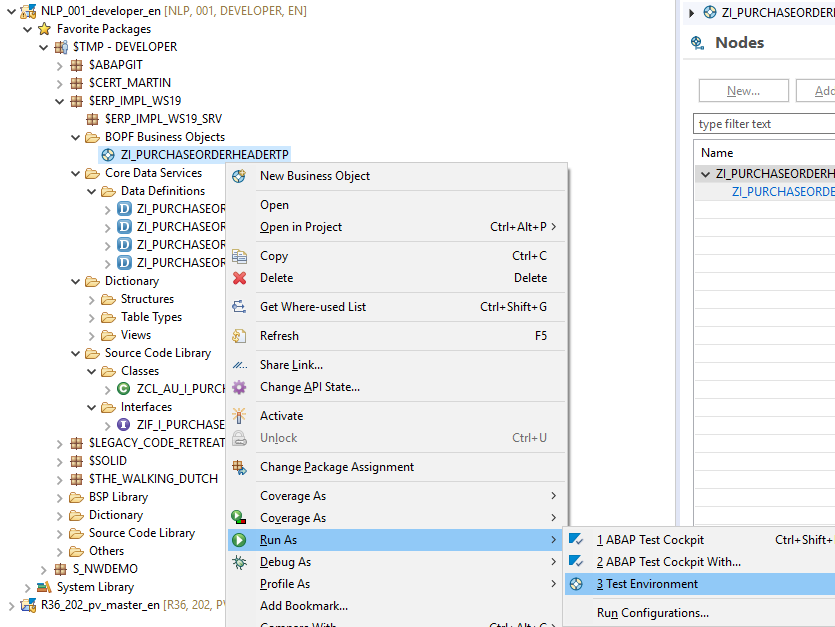 NLP_001_developer_en [NLP, 001, DEVELOPER, EN]
Favorite Packages
$TMP - DEVELOPER
$ABAPGIT
$CERT_MARTIN
$ERP_IMPL_WS19
$ERP_IMPL_WS19_SRV
BOPF Business Objects
ZI_PURCHASEORDERHEADERTP
Core Data Services
Data Definitions
ZI_PURCHASEOR
ZI_PURCHASEOR
ZI_PURCHASEOR
ZI_PURCHASEOR
Dictionary
Structures
Table Types
Views
Source Code Library
Classes
ZCL_AU_I_PURCH
Interfaces
ZIF_I_PURCHASE
$LEGACY_CODE_RETREAT
$SOLID
$THE_WALKING_DUTCH
BSP Library
Dictionary
Source Code Library
Others
S_NWDEMO
System Library
R36_202_pv_master_en [R36, 202, PV
New Business Object
Open
Open in Project Ctrl+Alt+P
Copy Ctrl+C
Delete Delete
Get Where-used List Ctrl+Shift+G
Refresh F5
Share Link...
Change API State...
Activate
Unlock Ctrl+U
Change Package Assignment
Coverage As
Coverage As
Run As
Debug As
Profile As
Add Bookmark...
Compare With Ctrl+Alt+C
1 ABAP Test Cockpit Ctrl+Shift+
2 ABAP Test Cockpit With...
3 Test Environment
Run Configurations...
ZI_PURCHASEORDER
Nodes
New... Add
type filter text
Name
ZI_PURCHASEORDERH
ZI_PURCHASEORDE